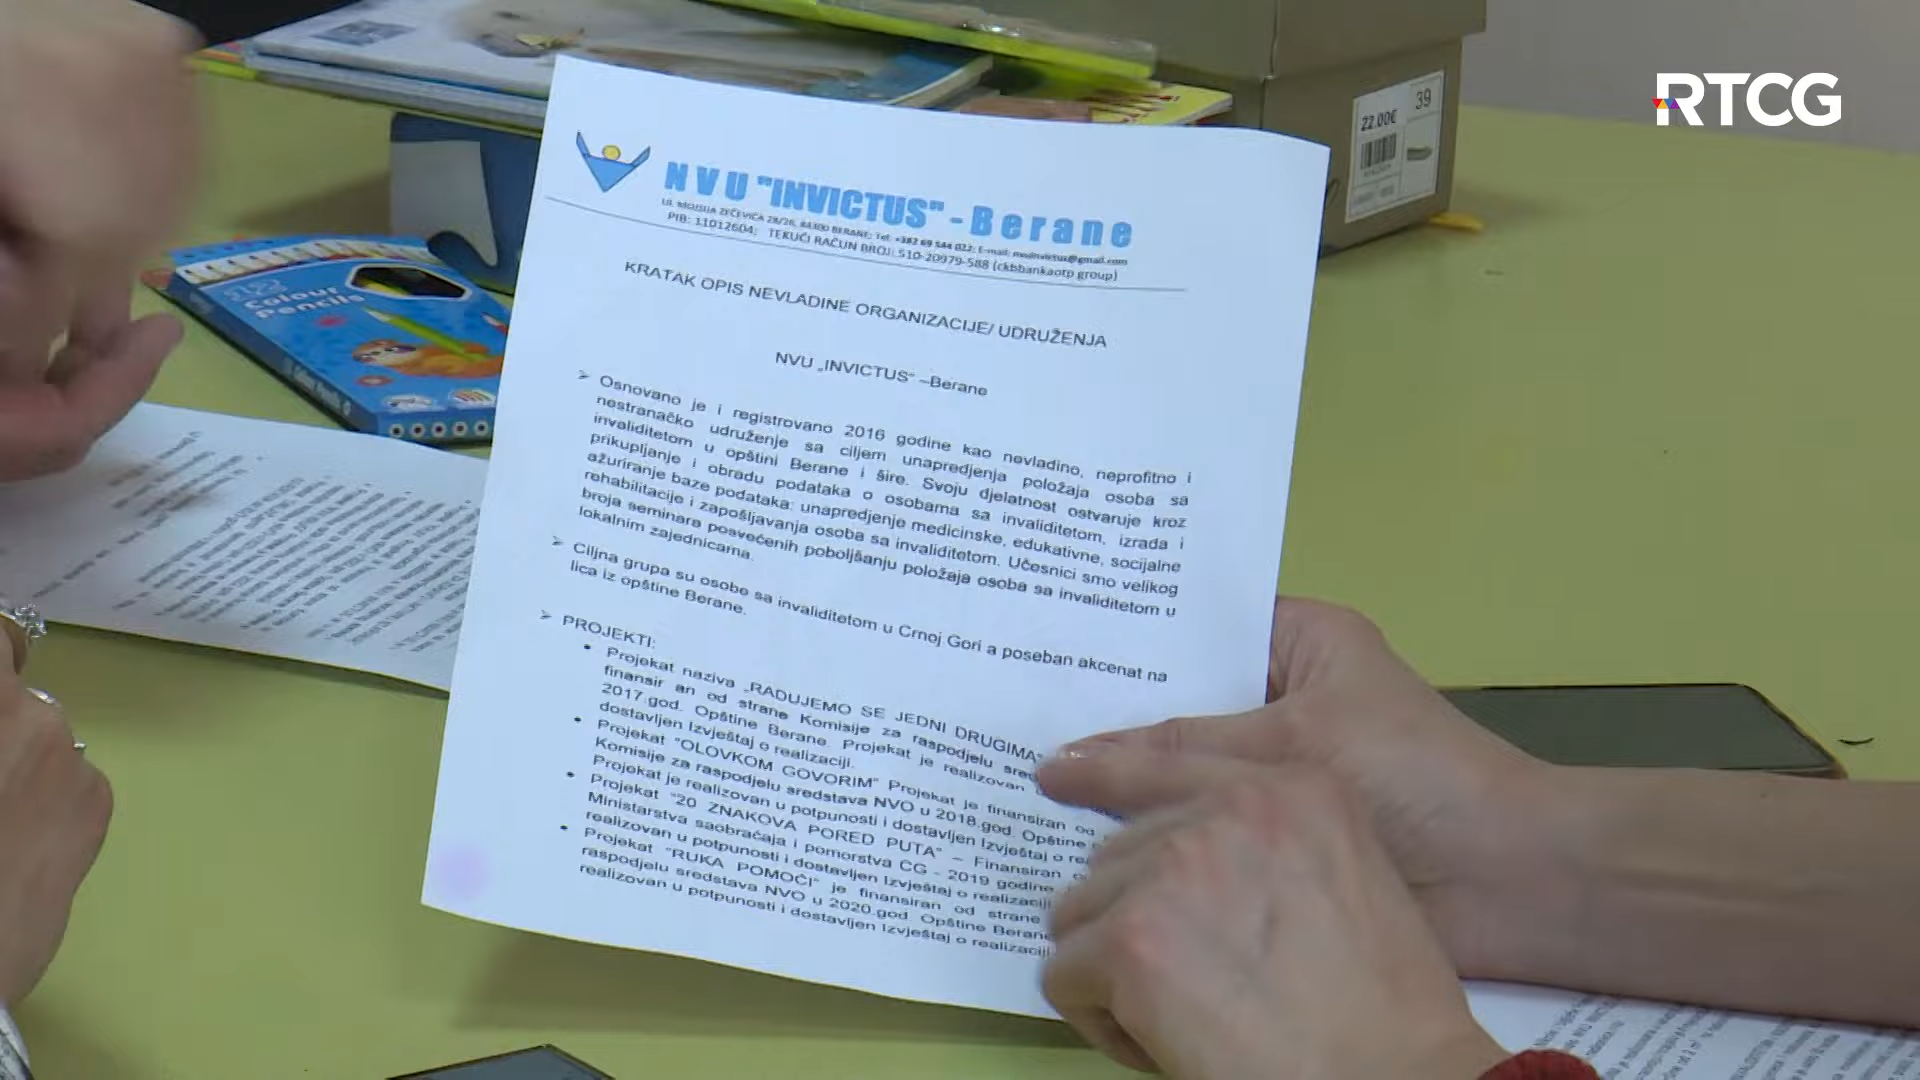 RTCG
39
22.00€
12
Colour
Pencils
NVU "INVICTUS" - Berane
PIB: 11012604; TEKUĆI RAČUN BROJ: 510-20979-588 (ckbbankaotp group)
KRATAK OPIS NEVLADINE ORGANIZACIJE/ UDRUŽENJA
NVU „INVICTUS" –Berane
➢ Osnovano je i registrovano 2016 godine kao nevladino, neprofitno i
nestranačko udruženje sa ciljem unapredjenja položaja osoba sa
invaliditetom u opštini Berane i šire. Svoju djelatnost ostvaruje kroz
prikupljanje i obradu podataka o osobama sa invaliditetom, izrada i
ažuriranje baze podataka: unapredjenje medicinske, edukativne, socijalne
rehabilitacije i zapošljavanja osoba sa invaliditetom. Učesnici smo velikog
broja seminara posvećenih poboljšanju položaja osoba sa invaliditetom u
lokalnim zajednicama.
➢ Ciljna grupa su osobe sa invaliditetom u Crnoj Gori a poseban akcenat na
lica iz opštine Berane.
➢ PROJEKTI:
• Projekat naziva „RADUJEMO SE JEDNI DRUGIMA"
finansir an od strane Komisije za raspodjelu
2017.god. Opštine Berane. Projekat je realizovan
dostavljen Izvještaj o realizaciji.
• Projekat "OLOVKOM GOVORIM" Projekat je finansiran od
Komisije za raspodjelu sredstava NVO u 2018.god. Opštine
Projekat je realizovan u potpunosti i dostavljen Izvještaj o
• Projekat "20 ZNAKOVA PORED PUTA" – Finansiran
Ministarstva saobraćaja i pomorstva CG - 2019 godine
realizovan u potpunosti i dostavljen Izvještaj o realizaciji.
• Projekat "RUKA POMOĆI" je finansiran od strane
raspodjelu sredstava NVO u 2020.god. Opštine Berane
realizovan u potpunosti i dostavljen Izvještaj o realizaciji